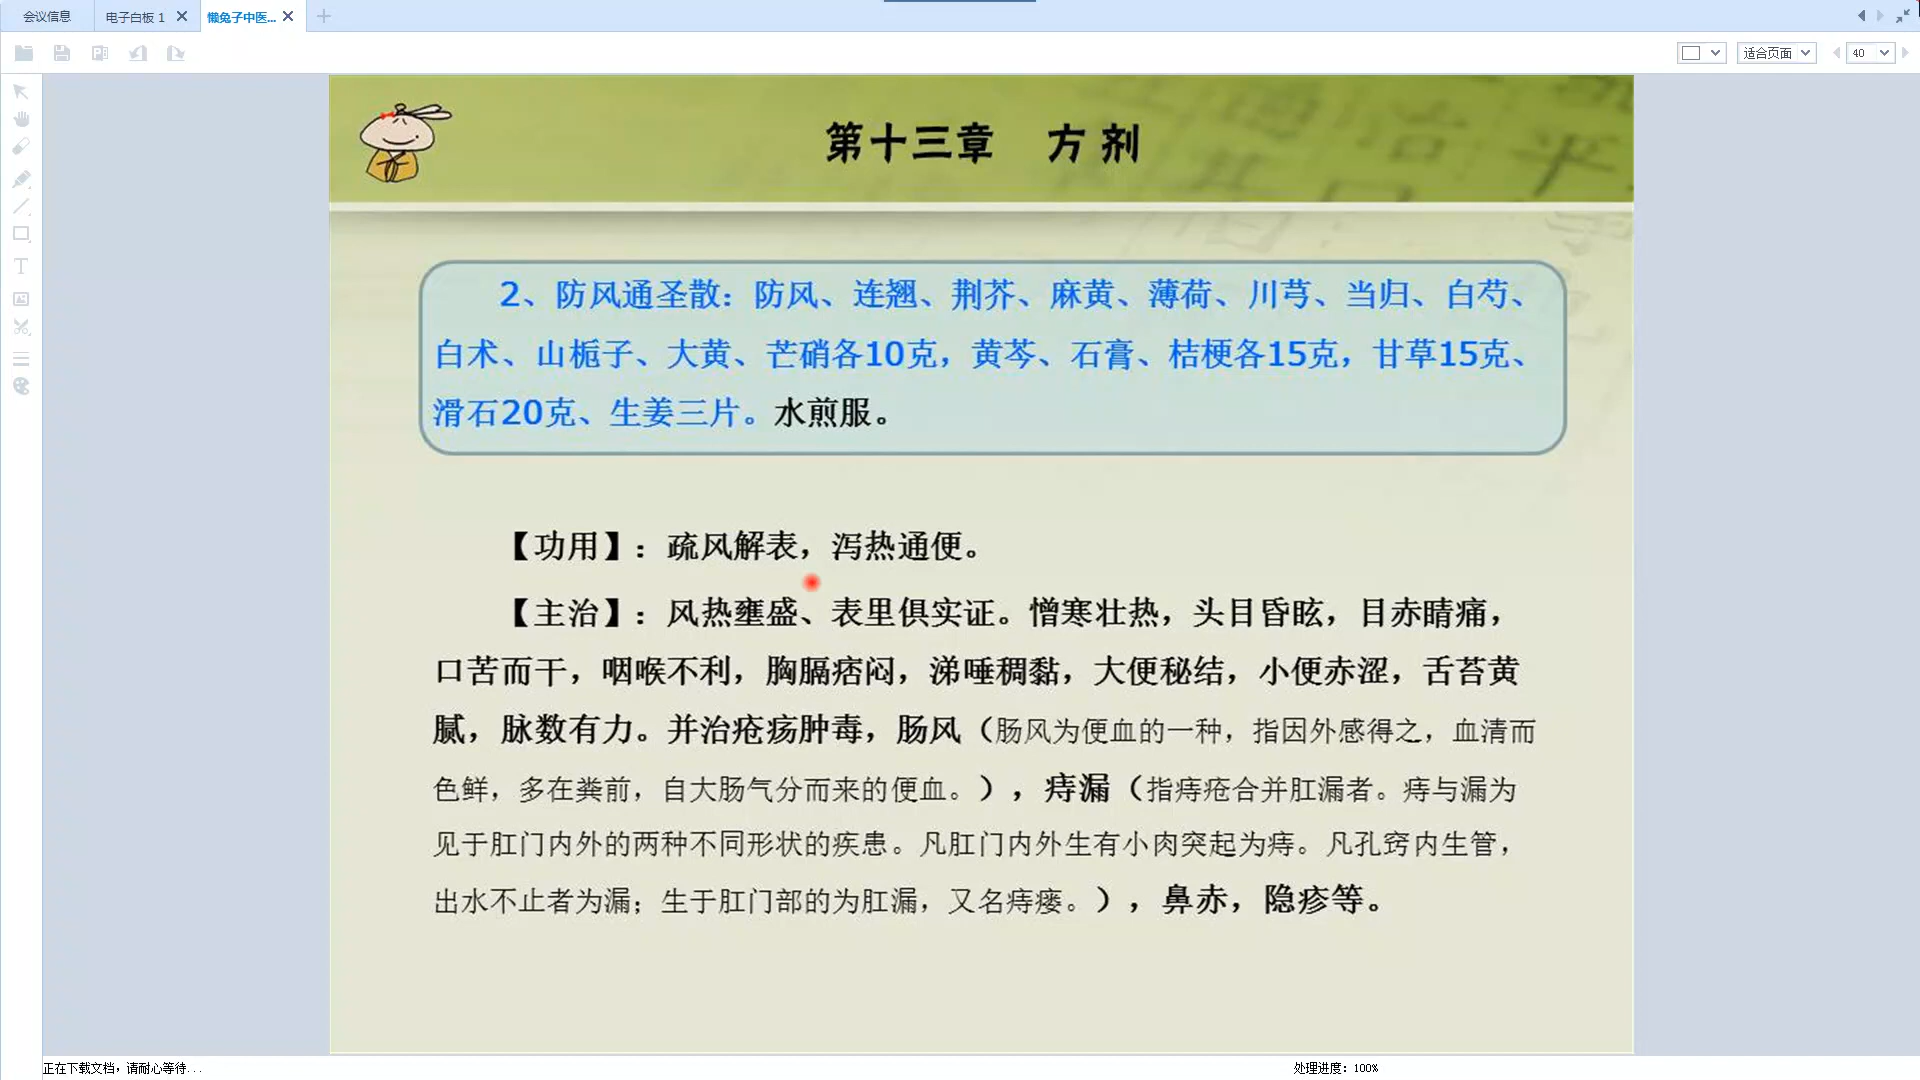 会议信息
电子白板 1
懒兔子中医...
适合页面
40
第十三章 方剂
2、防风通圣散：防风、连翘、荆芥、麻黄、薄荷、川芎、当归、白芍、
白术、山栀子、大黄、芒硝各10克，黄芩、石膏、桔梗各15克，甘草15克、
滑石20克、生姜三片。水煎服。
【功用】：疏风解表，泻热通便。
【主治】：风热壅盛、表里俱实证。憎寒壮热，头目昏眩，目赤睛痛，
口苦而干，咽喉不利，胸膈痞闷，涕唾稠黏，大便秘结，小便赤涩，舌苔黄
腻，脉数有力。并治疮疡肿毒，肠风（肠风为便血的一种，指因外感得之，血清而
色鲜，多在粪前，自大肠气分而来的便血。），痔漏（指痔疮合并肛漏者。痔与漏为
见于肛门内外的两种不同形状的疾患。凡肛门内外生有小肉突起为痔。凡孔窍内生管，
出水不止者为漏；生于肛门部的为肛漏，又名痔瘘。），鼻赤，隐疹等。
正在下载文档，请耐心等待...
处理进度：100%